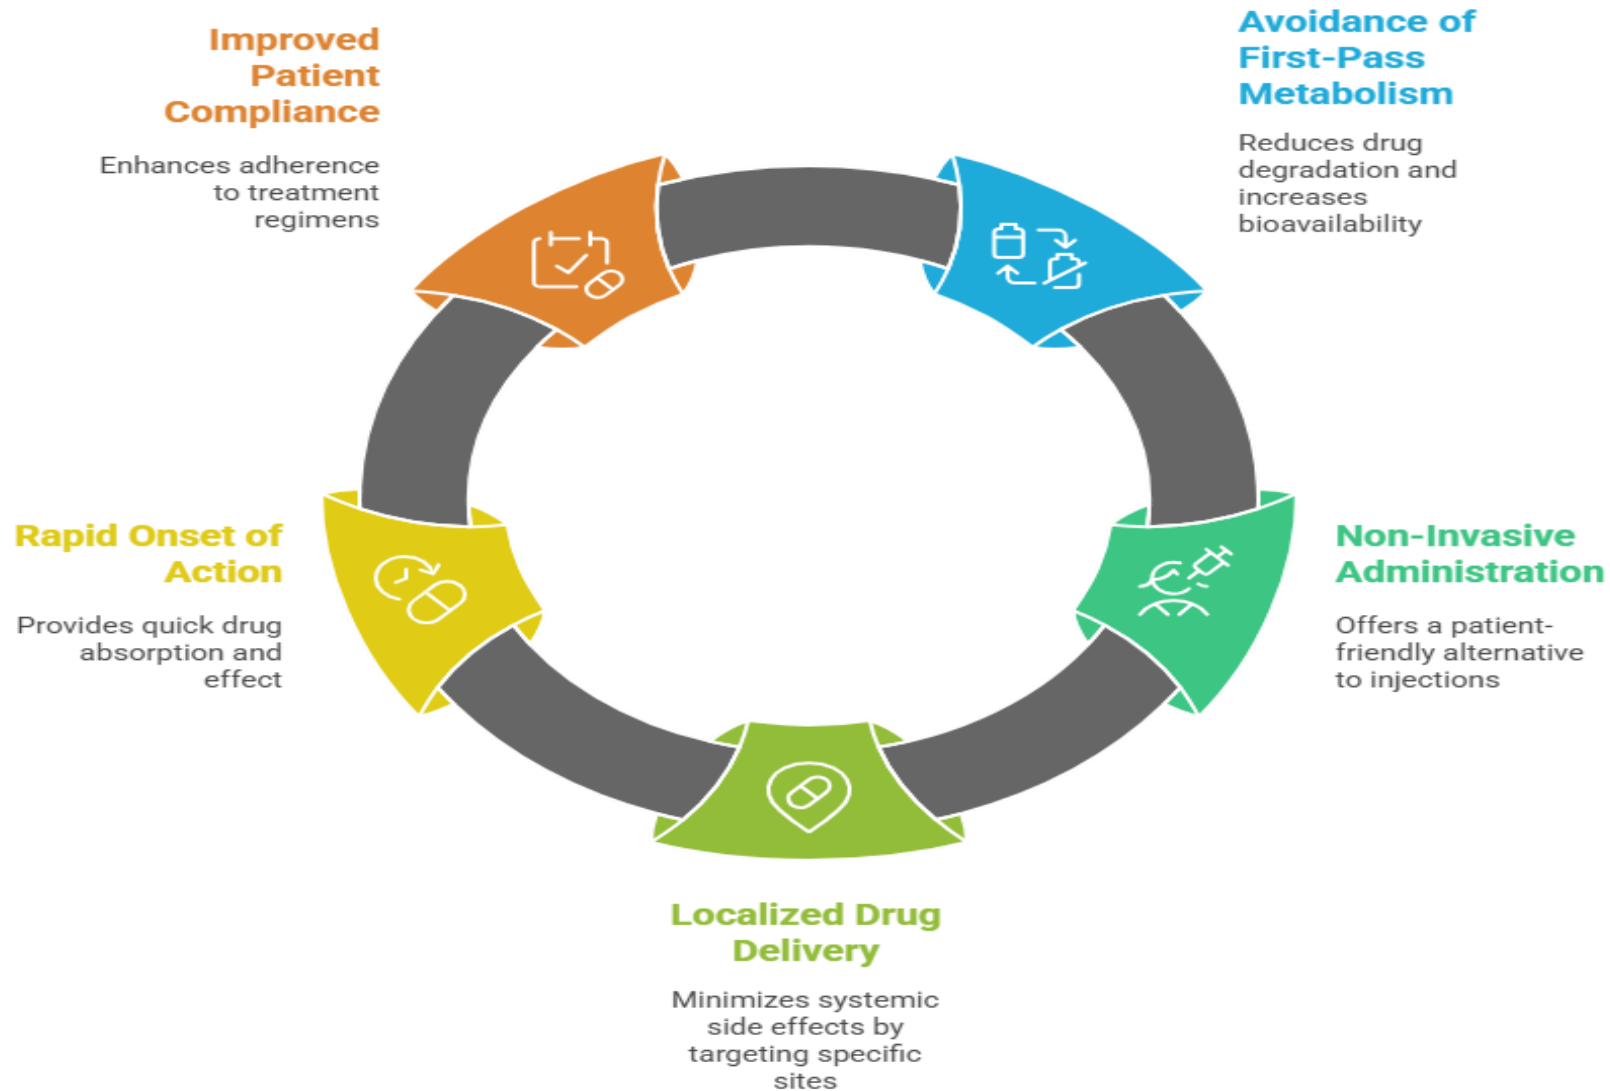 Improved
Patient
Compliance
Enhances adherence
to treatment
regimens
Avoidance of
First-Pass
Metabolism
Reduces drug
degradation and
increases
bioavailability
Rapid Onset of
Action
Provides quick drug
absorption and
effect
Non-Invasive
Administration
Offers a patient-
friendly alternative
to injections
Localized Drug
Delivery
Minimizes systemic
side effects by
targeting specific
sites